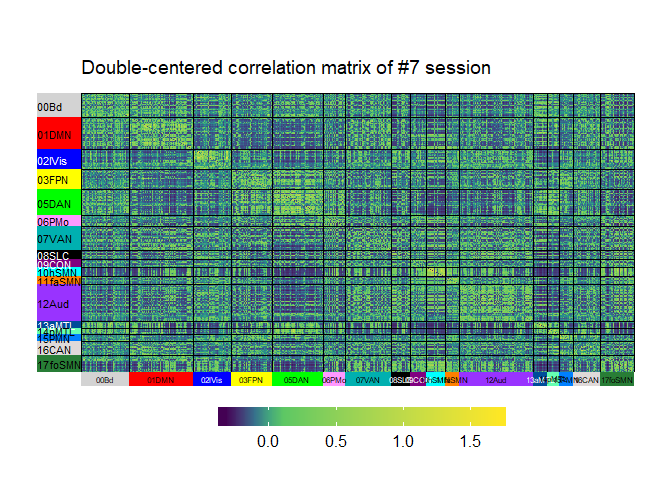 Double-centered correlation matrix of #7 session
00Bd
01DMN
02lVis
03FPN
05DAN
06PMo
07VAN
08SLC
09CON
10hSMN
11faSMN
12Aud
13aMTL
14pMTL
15PMN
16CAN
17foSMN
00Bd 01DMN 02lVis 03FPN 05DAN 06PMo 07VAN 12Aud 17foSMN
0.0 0.5 1.0 1.5